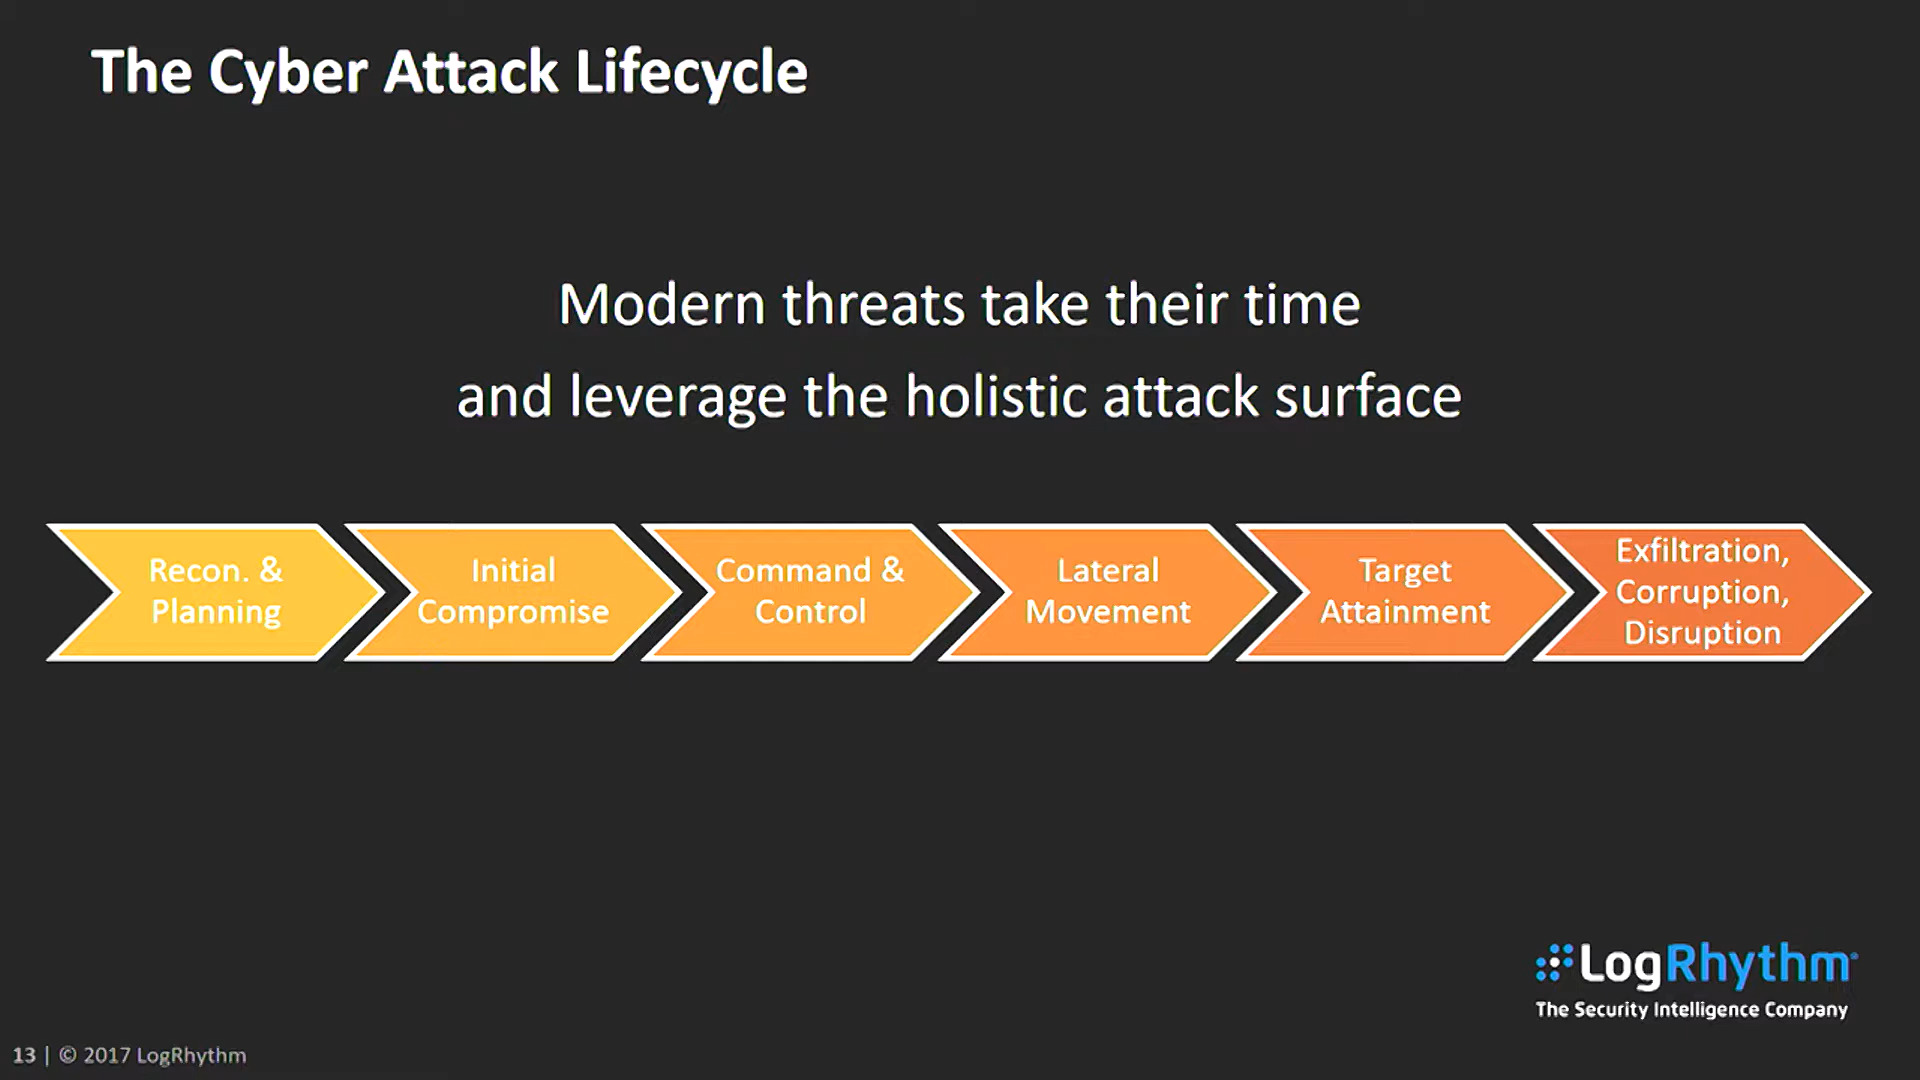 The Cyber Attack Lifecycle
Modern threats take their time
and leverage the holistic attack surface
Recon. &
Planning
Initial
Compromise
Command &
Control
Lateral
Movement
Target
Attainment
Exfiltration,
Corruption,
Disruption
LogRhythm
The Security Intelligence Company
13 | © 2017 LogRhythm